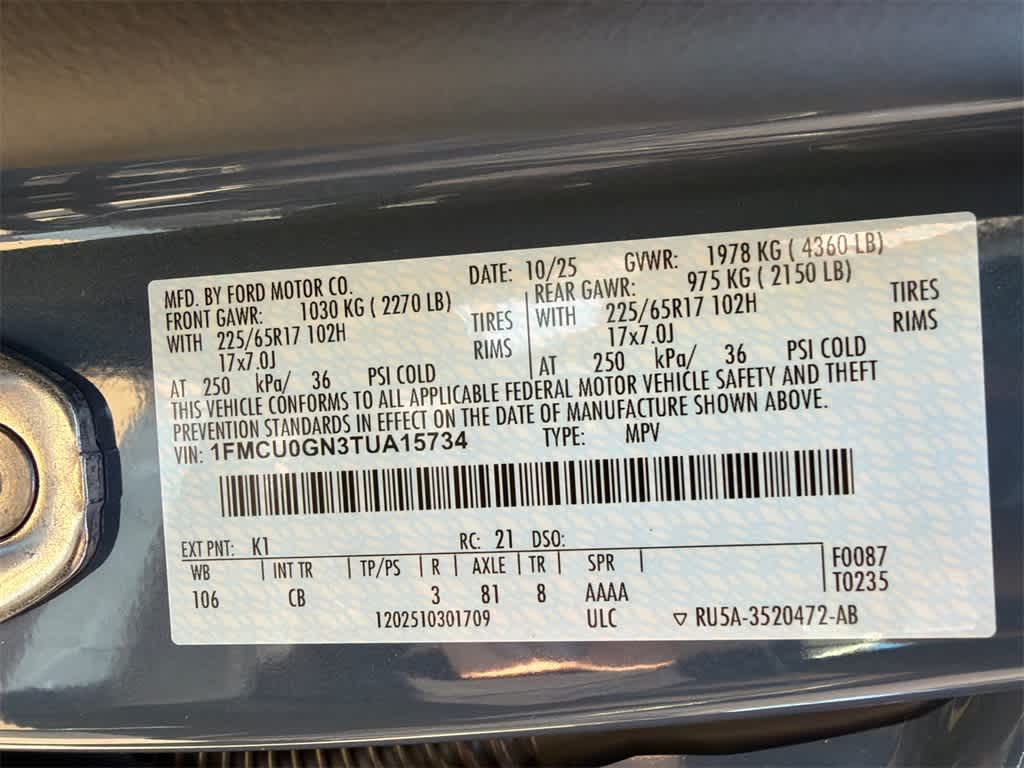 MFD. BY FORD MOTOR CO. DATE: 10/25 GVWR: 1978 KG ( 4360 LB)
FRONT GAWR: 1030 KG ( 2270 LB) REAR GAWR: 975 KG ( 2150 LB)
WITH 225/65R17 102H TIRES WITH 225/65R17 102H TIRES
17x7.0J RIMS 17x7.0J RIMS
AT 250 kPa/ 36 PSI COLD AT 250 kPa/ 36 PSI COLD
THIS VEHICLE CONFORMS TO ALL APPLICABLE FEDERAL MOTOR VEHICLE SAFETY AND THEFT
PREVENTION STANDARDS IN EFFECT ON THE DATE OF MANUFACTURE SHOWN ABOVE.
VIN: 1FMCU0GN3TUA15734 TYPE: MPV
EXT PNT: K1 RC: 21 DSO:
WB INT TR TP/PS R AXLE TR SPR F0087
106 CB 3 81 8 AAAA T0235
1202510301709 ULC ▽ RU5A-3520472-AB